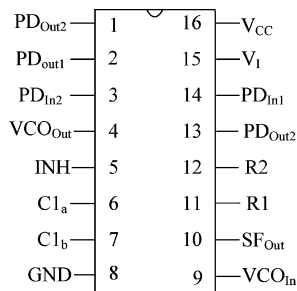 PD_Out2 1 16 V_CC
PD_out1 2 15 V_I
PD_In2 3 14 PD_In1
VCO_Out 4 13 PD_Out2
INH 5 12 R2
C1_a 6 11 R1
C1_b 7 10 SF_Out
GND 8 9 VCO_In